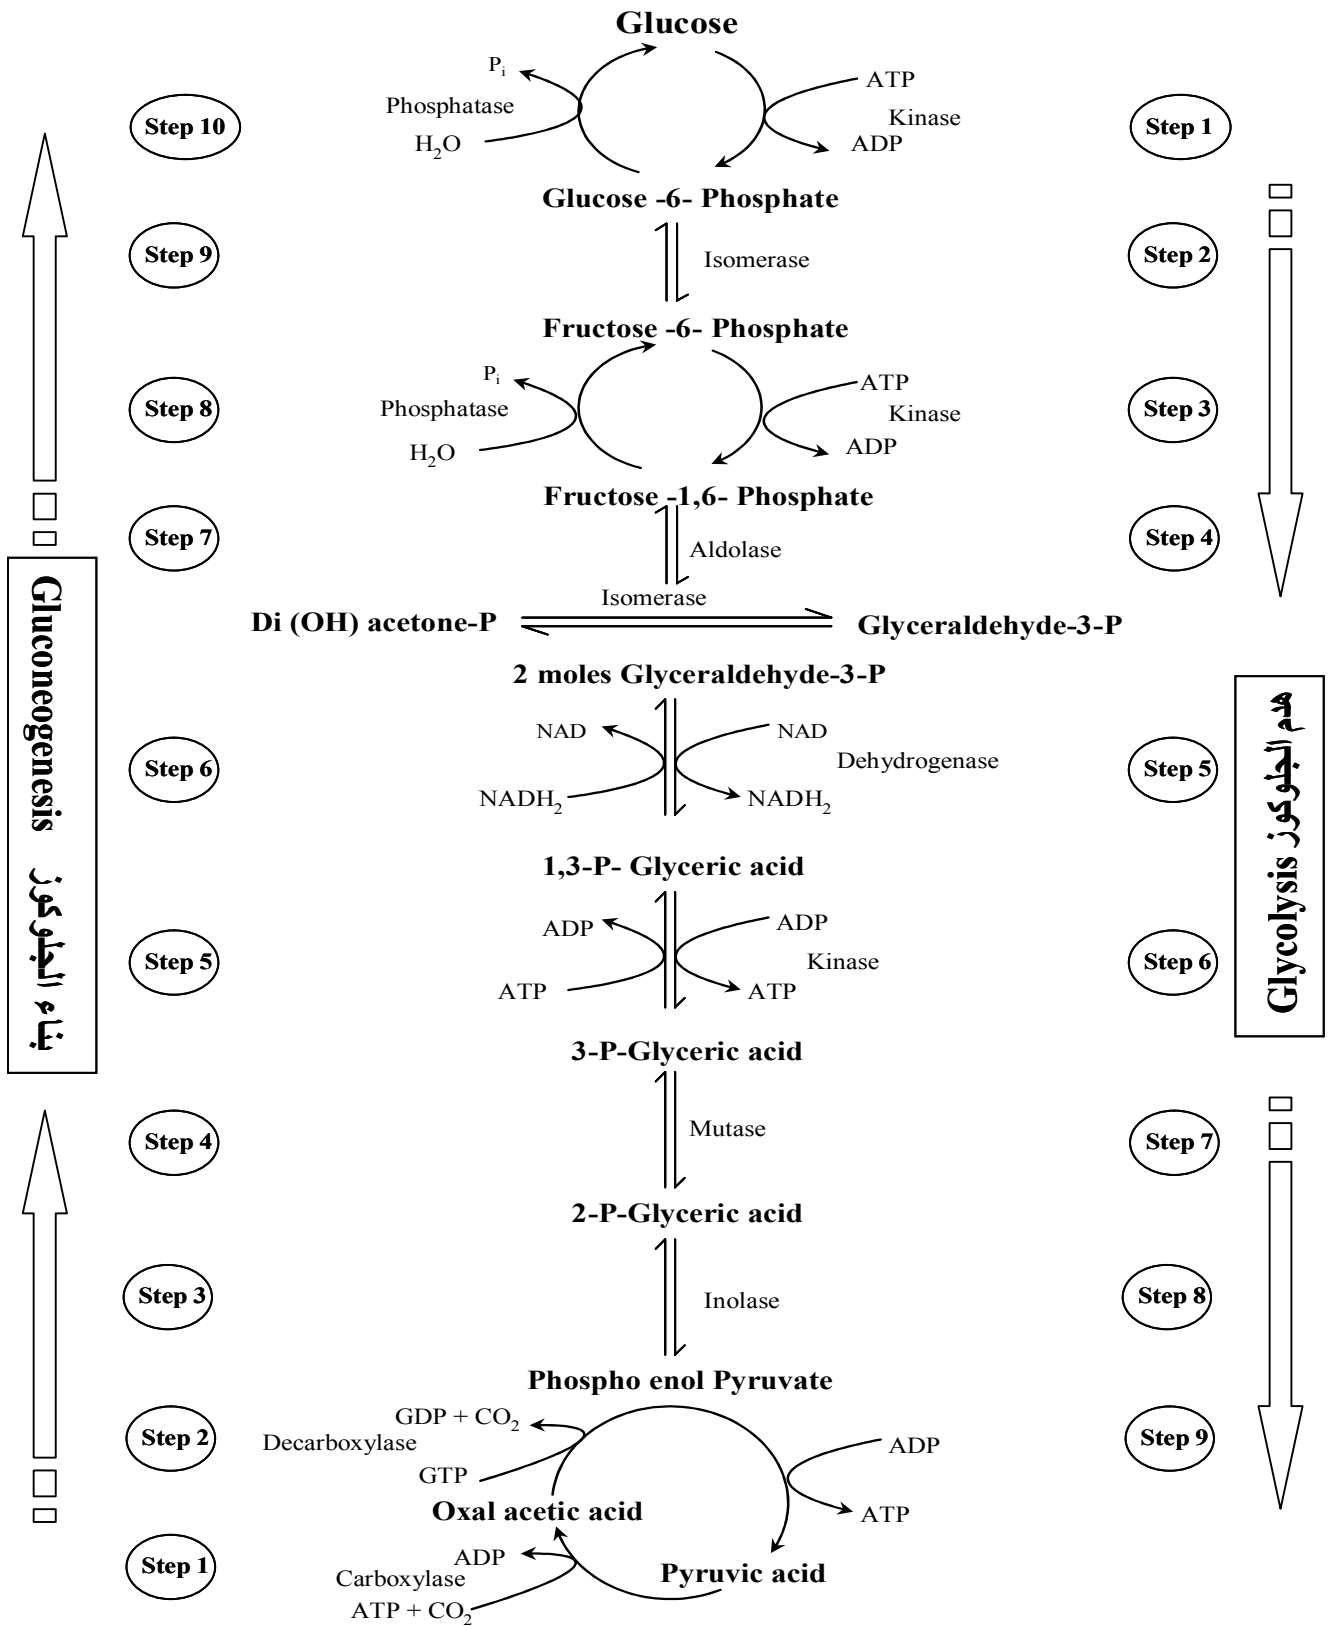 Glucose
Pi
ATP
Phosphatase
Kinase
H2O
ADP
Step 10
Step 1
Glucose -6- Phosphate
Step 9
Isomerase
Step 2
Fructose -6- Phosphate
Pi
ATP
Phosphatase
Kinase
H2O
ADP
Step 8
Step 3
Fructose -1,6- Phosphate
Step 7
Aldolase
Step 4
Isomerase
Di (OH) acetone-P
Glyceraldehyde-3-P
2 moles Glyceraldehyde-3-P
NAD
NAD
Dehydrogenase
NADH2
NADH2
Step 6
Step 5
1,3-P- Glyceric acid
ADP
ADP
Kinase
ATP
ATP
Step 5
Step 6
3-P-Glyceric acid
Step 4
Mutase
Step 7
2-P-Glyceric acid
Step 3
Inolase
Step 8
Phospho enol Pyruvate
GDP + CO2
Decarboxylase
GTP
ADP
ATP
Step 2
Step 9
Oxal acetic acid
ADP
Carboxylase
ATP + CO2
Pyruvic acid
Step 1
Gluconeogenesis بناء الجلوكوز
Glycolysis هدم الجلوكوز